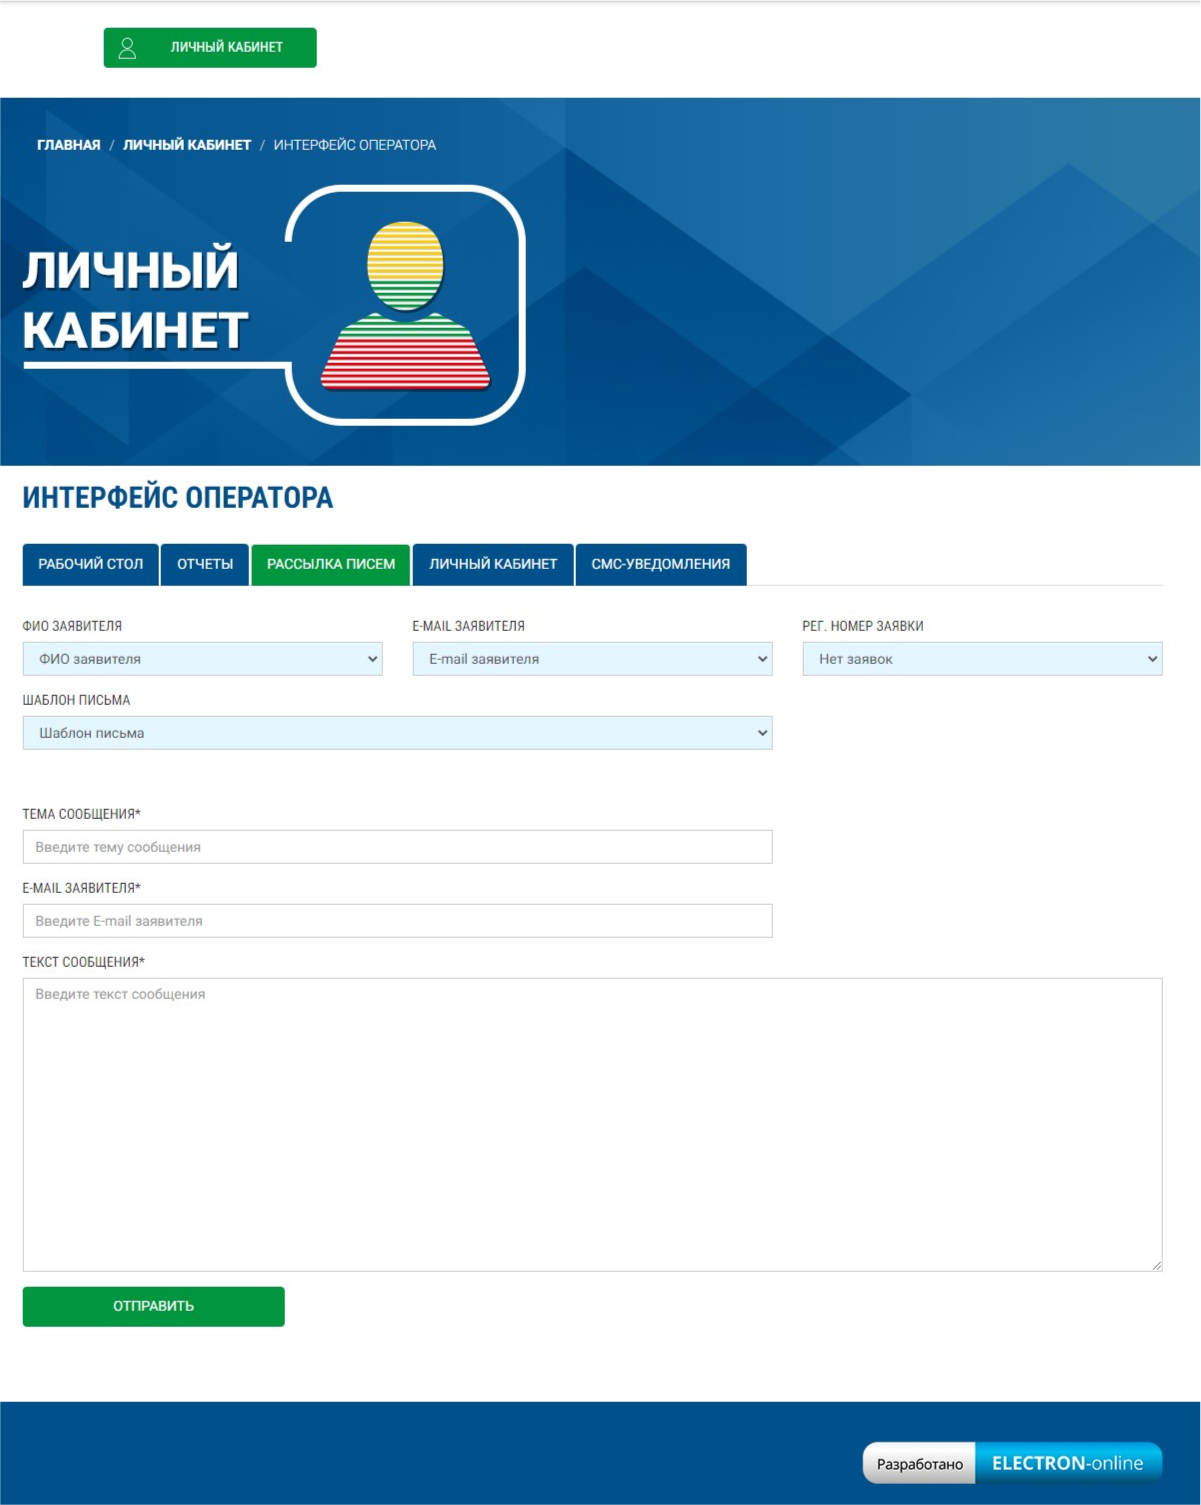 ЛИЧНЫЙ КАБИНЕТ
ГЛАВНАЯ / ЛИЧНЫЙ КАБИНЕТ / ИНТЕРФЕЙС ОПЕРАТОРА
ЛИЧНЫЙ
КАБИНЕТ
ИНТЕРФЕЙС ОПЕРАТОРА
РАБОЧИЙ СТОЛ ОТЧЕТЫ РАССЫЛКА ПИСЕМ ЛИЧНЫЙ КАБИНЕТ СМС-УВЕДОМЛЕНИЯ
ФИО ЗАЯВИТЕЛЯ E-MAIL ЗАЯВИТЕЛЯ РЕГ. НОМЕР ЗАЯВКИ
ФИО заявителя E-mail заявителя Нет заявок
ШАБЛОН ПИСЬМА
Шаблон письма
ТЕМА СООБЩЕНИЯ*
Введите тему сообщения
E-MAIL ЗАЯВИТЕЛЯ*
Введите E-mail заявителя
ТЕКСТ СООБЩЕНИЯ*
Введите текст сообщения
ОТПРАВИТЬ
Разработано ELECTRON-online